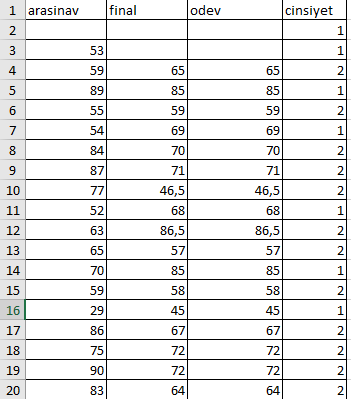 1 arasinav final odev cinsiyet
2 1
3 53 1
4 59 65 65 2
5 89 85 85 1
6 55 59 59 2
7 54 69 69 1
8 84 70 70 2
9 87 71 71 2
10 77 46,5 46,5 2
11 52 68 68 1
12 63 86,5 86,5 2
13 65 57 57 2
14 70 85 85 1
15 59 58 58 2
16 29 45 45 1
17 86 67 67 2
18 75 72 72 2
19 90 72 72 2
20 83 64 64 2